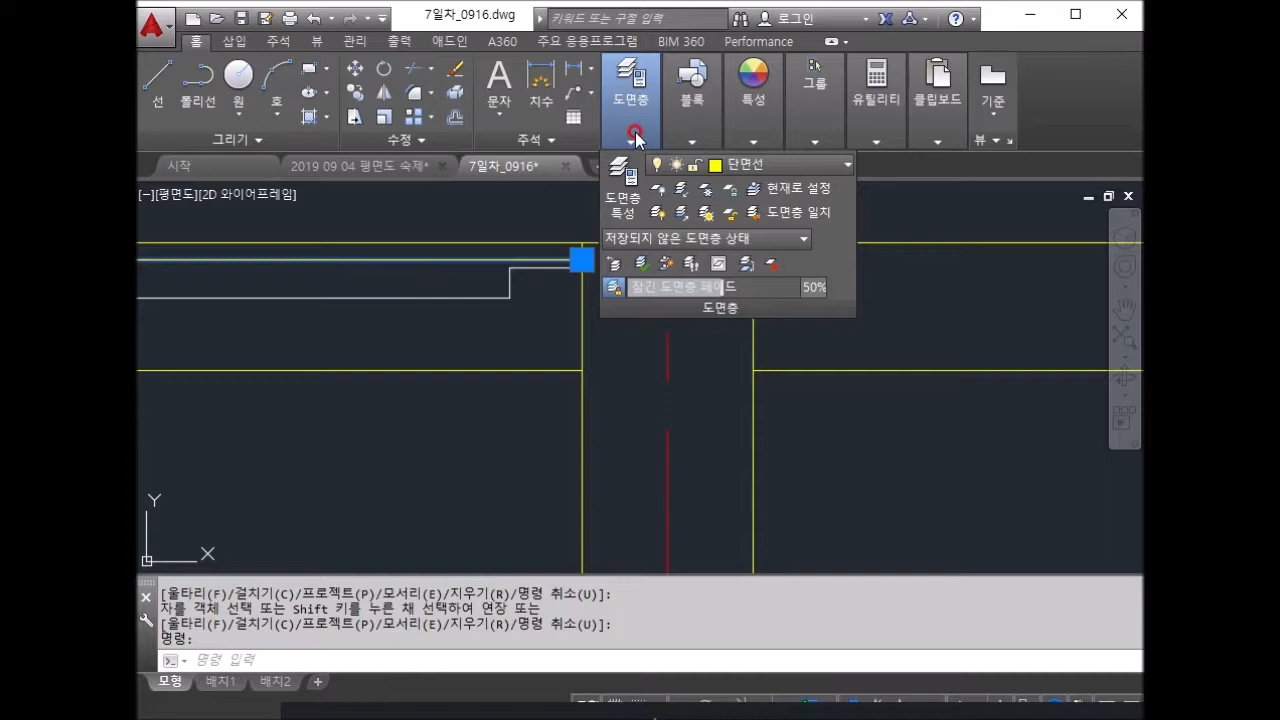 7일차_0916.dwg
키워드 또는 구절 입력
로그인
홈 삽입 주석 뷰 관리 출력 애드인 A360 주요 응용프로그램 BIM 360 Performance
선 폴리선 원 호 문자 치수 도면층 블록 특성 그룹 유틸리티 클립보드 기준
그리기 수정 주석 뷰
시작 2019 09 04 평면도 숙제* 7일차_0916*
단면선
도면층
특성
현재로 설정
도면층 일치
저장되지 않은 도면층 상태
잠긴 도면층 페이드 50%
도면층
[−][평면도][2D 와이어프레임]
Y
X
[울타리(F)/걸치기(C)/프로젝트(P)/모서리(E)/지우기(R)/명령 취소(U)]:
자를 객체 선택 또는 Shift 키를 누른 채 선택하여 연장 또는
[울타리(F)/걸치기(C)/프로젝트(P)/모서리(E)/지우기(R)/명령 취소(U)]:
명령:
명령 입력
모형 배치1 배치2 +